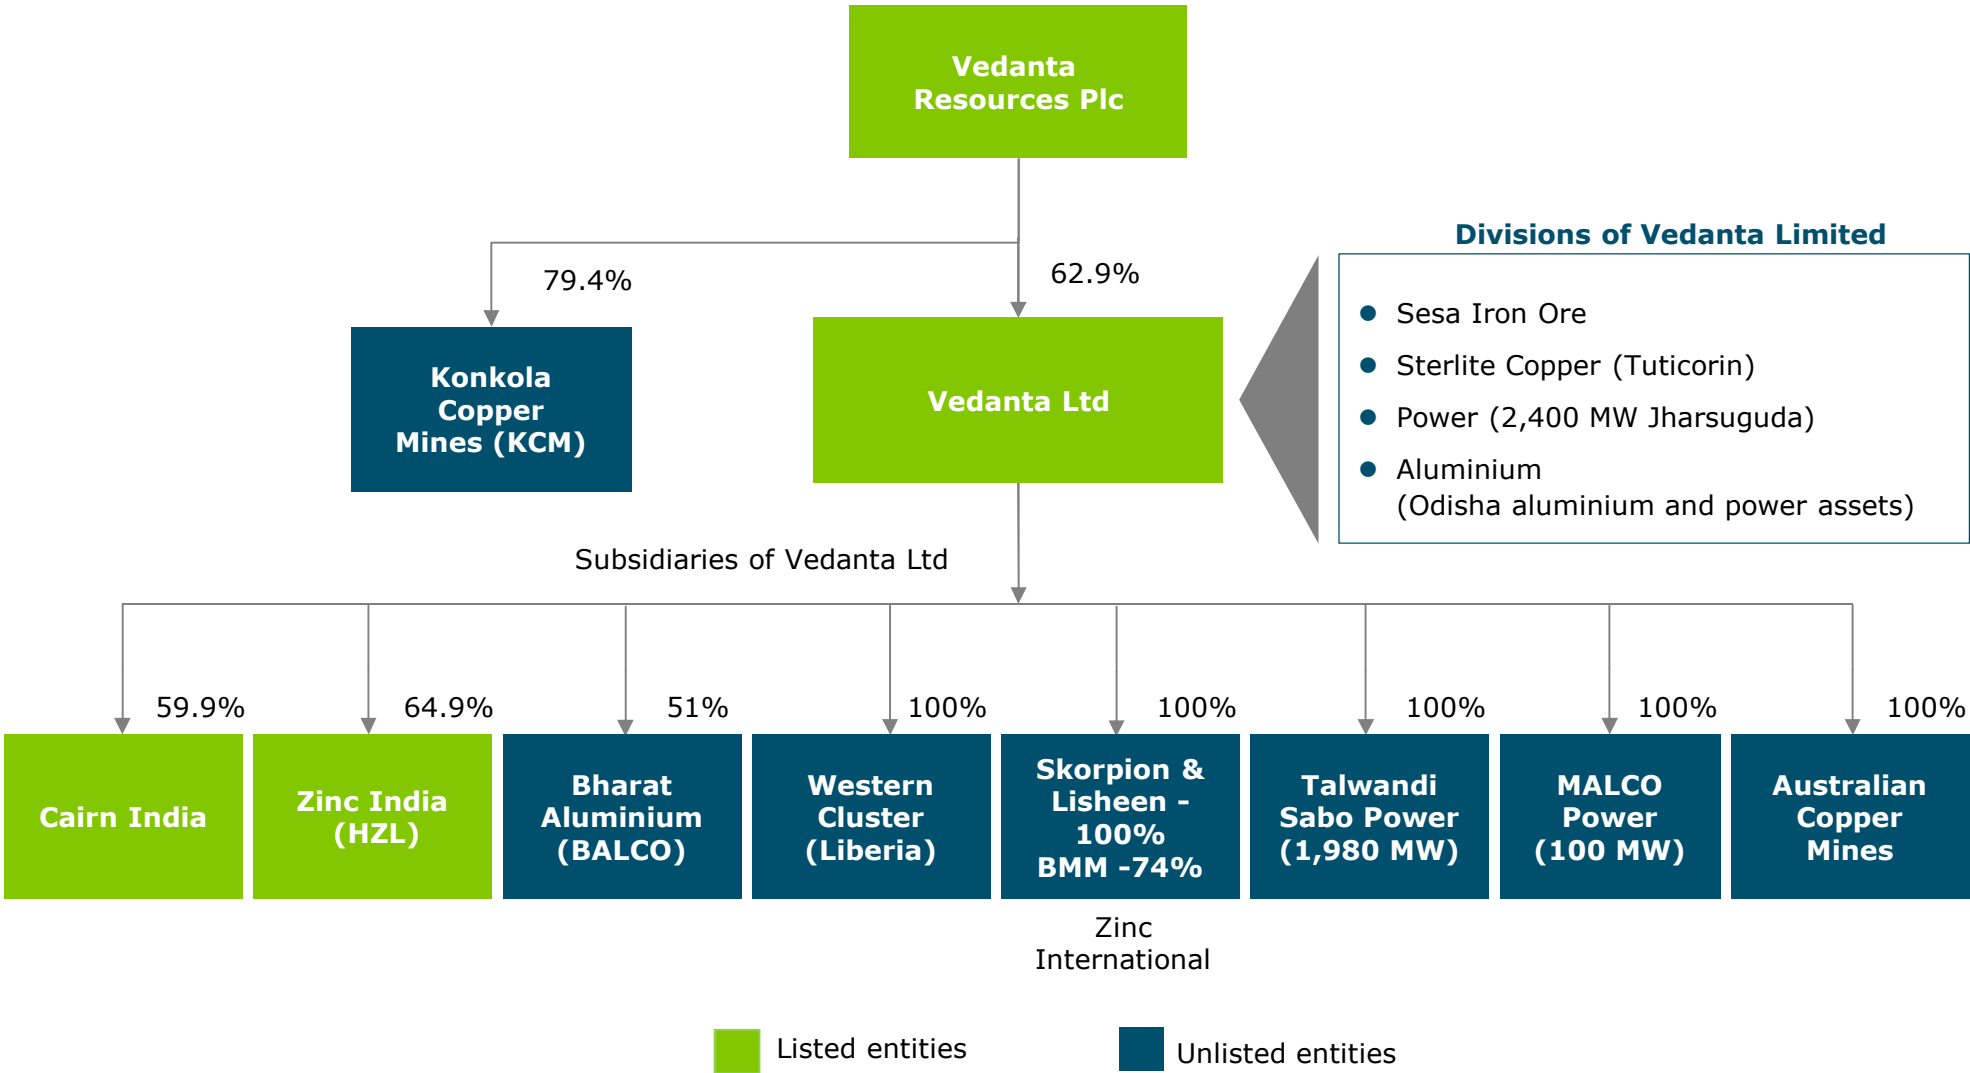 Vedanta
Resources Plc
79.4%
62.9%
Divisions of Vedanta Limited
Sesa Iron Ore
Sterlite Copper (Tuticorin)
Power (2,400 MW Jharsuguda)
Aluminium
(Odisha aluminium and power assets)
Konkola
Copper
Mines (KCM)
Vedanta Ltd
Subsidiaries of Vedanta Ltd
59.9%
64.9%
51%
100%
100%
100%
100%
100%
Cairn India
Zinc India
(HZL)
Bharat
Aluminium
(BALCO)
Western
Cluster
(Liberia)
Skorpion &
Lisheen -
100%
BMM -74%
Talwandi
Sabo Power
(1,980 MW)
MALCO
Power
(100 MW)
Australian
Copper
Mines
Zinc
International
Listed entities
Unlisted entities